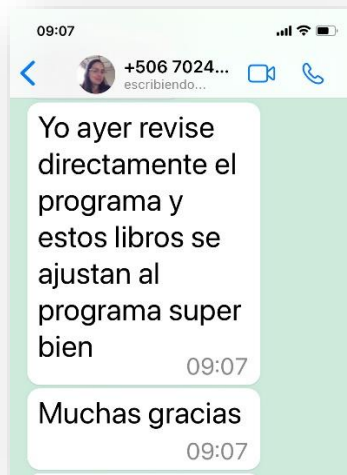 09:07
+506 7024...
escribiendo...
Yo ayer revise
directamente el
programa y
estos libros se
ajustan al
programa super
bien
09:07
Muchas gracias
09:07